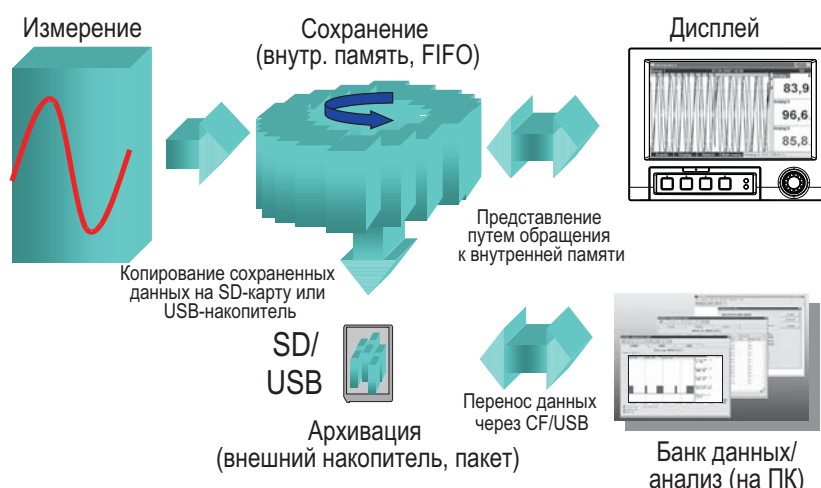 Измерение
Сохранение
(внутр. память, FIFO)
Дисплей
83,9
96,6
85,8
Представление
путем обращения
к внутренней памяти
Копирование сохраненных
данных на SD-карту или
USB-накопитель
SD/
USB
Перенос данных
через CF/USB
Архивация
(внешний накопитель, пакет)
Банк данных/
анализ (на ПК)